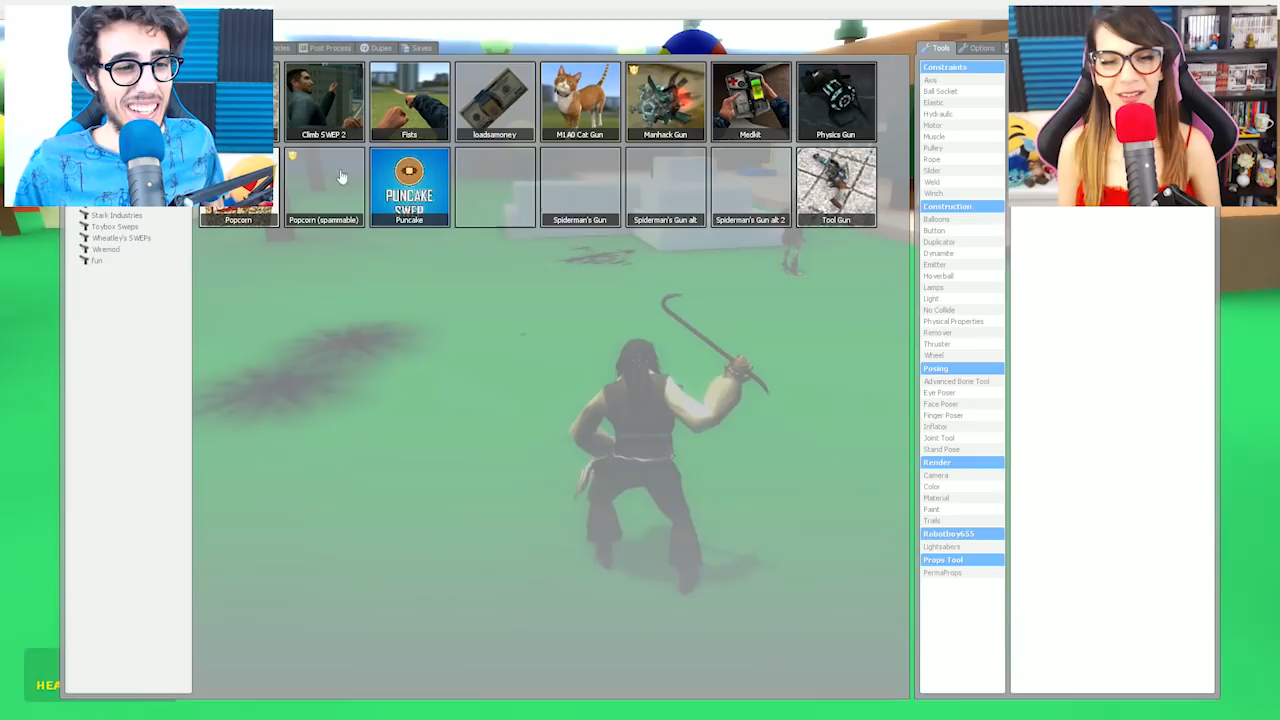 icles
Post Process
Dupes
Saves
Tools
Options
Climb SWEP 2
Fists
loadsamoney
M1A0 Cat Gun
Manhack Gun
Medkit
Physics Gun
Popcorn
Popcorn (spammable)
PUNCAKE
SWEP
Puncake
Spiderman's Gun
Spiderman's Gun alt
Spiderman's Gun alt 2
Tool Gun
Stark Industries
Toybox Sweps
Wheatley's SWEPs
Wiremod
fun
Constraints
Axis
Ball Socket
Elastic
Hydraulic
Motor
Muscle
Pulley
Rope
Slider
Weld
Winch
Construction
Balloons
Button
Duplicator
Dynamite
Emitter
Hoverball
Lamps
Light
No Collide
Physical Properties
Remover
Thruster
Wheel
Posing
Advanced Bone Tool
Eye Poser
Face Poser
Finger Poser
Inflator
Joint Tool
Stand Pose
Render
Camera
Color
Material
Paint
Trails
Robotboy655
Lightsabers
Props Tool
PermaProps
HEA